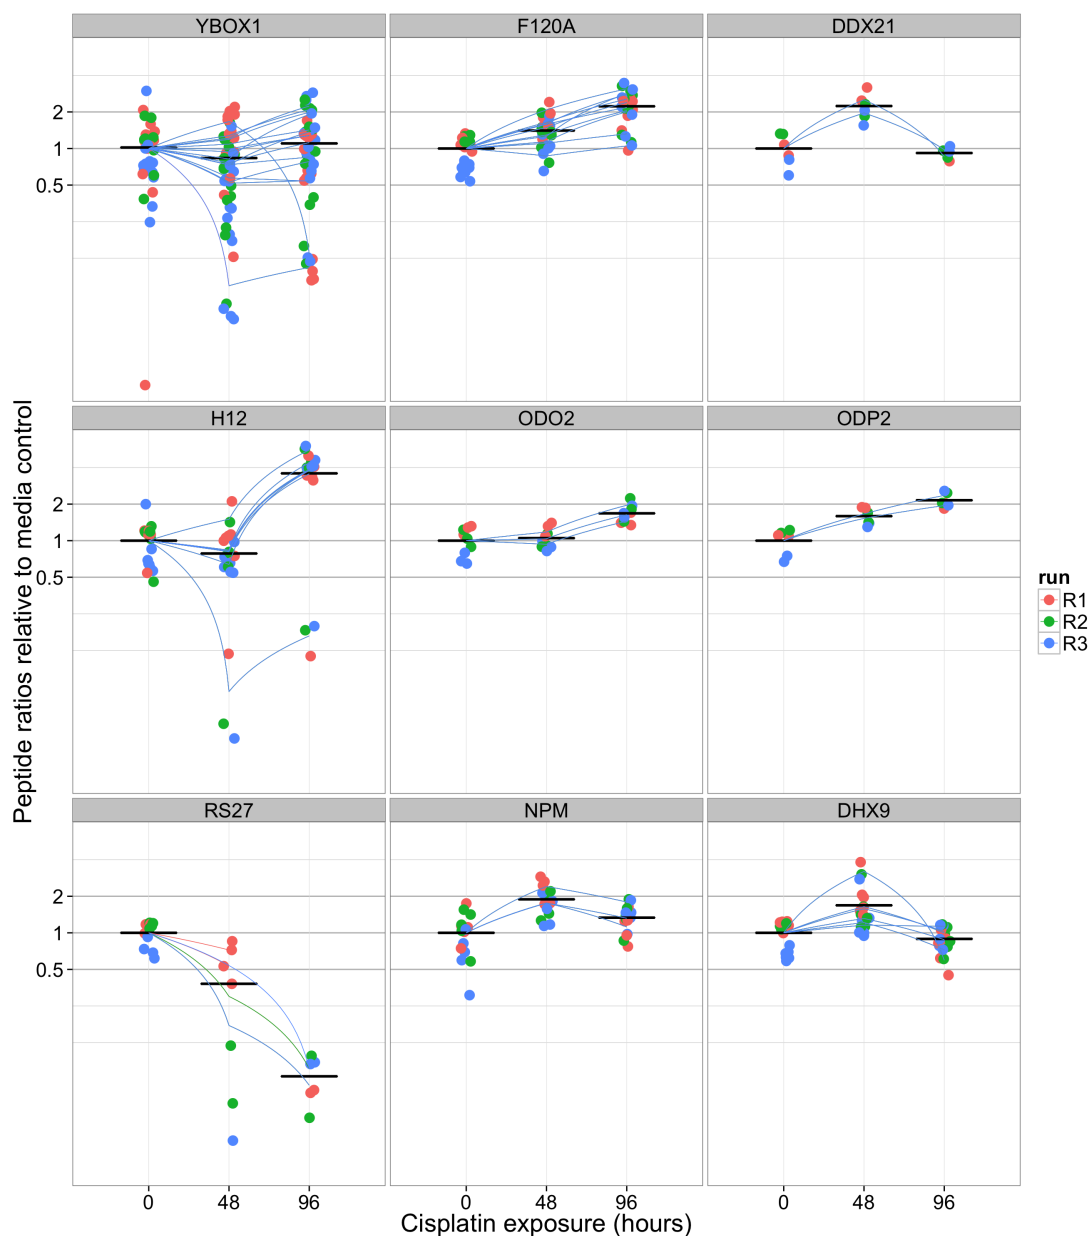 YBOX1 F120A DDX21
2
1
0.5
H12 ODO2 ODP2
2
1
0.5
RS27 NPM DHX9
2
1
0.5
0 48 96 0 48 96 0 48 96
Cisplatin exposure (hours)
Peptide ratios relative to media control
run
R1
R2
R3